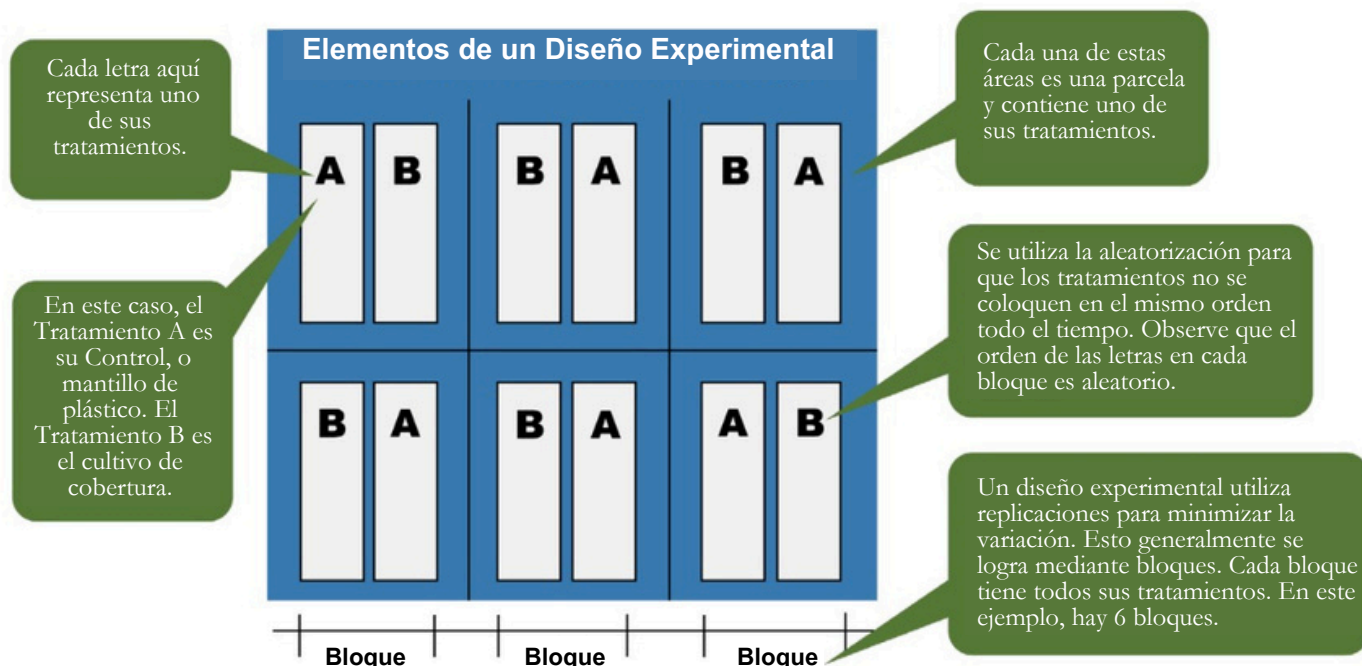 Elementos de un Diseño Experimental
Cada letra aquí
representa uno
de sus
tratamientos.
Cada una de estas
áreas es una parcela
y contiene uno de
sus tratamientos.
A B B A B A
En este caso, el
Tratamiento A es
su Control, o
mantillo de
plástico. El
Tratamiento B es
el cultivo de
cobertura.
Se utiliza la aleatorización para
que los tratamientos no se
coloquen en el mismo orden
todo el tiempo. Observe que el
orden de las letras en cada
bloque es aleatorio.
B A B A A B
Un diseño experimental utiliza
replicaciones para minimizar la
variación. Esto generalmente se
logra mediante bloques. Cada bloque
tiene todos sus tratamientos. En este
ejemplo, hay 6 bloques.
Bloque Bloque Bloque